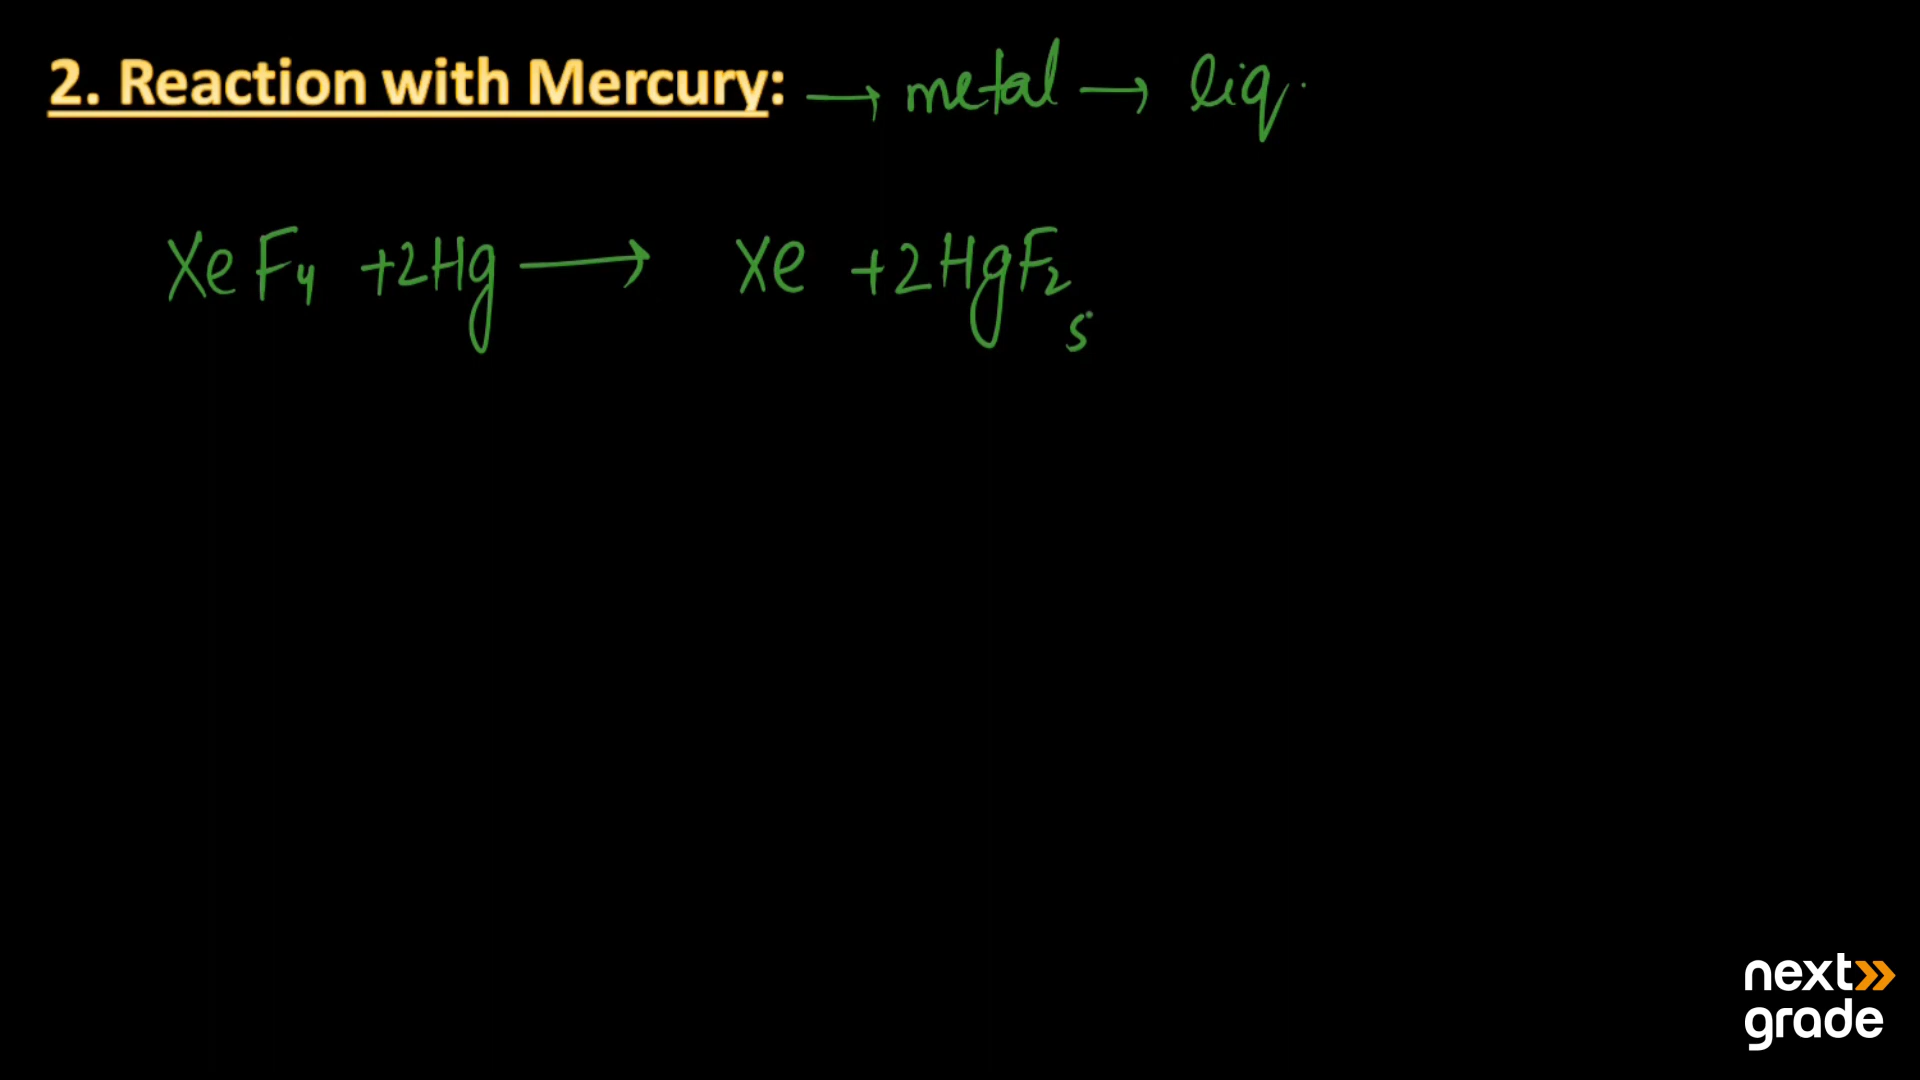 2. Reaction with Mercury: → metal → liq.
XeF₄ +2Hg → Xe +2HgF₂ s
next
grade